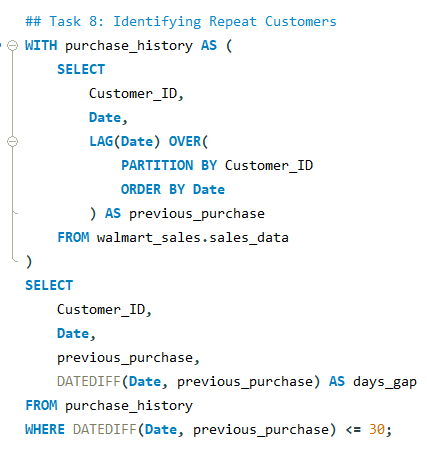 ## Task 8: Identifying Repeat Customers
WITH purchase_history AS (
SELECT
Customer_ID,
Date,
LAG(Date) OVER(
PARTITION BY Customer_ID
ORDER BY Date
) AS previous_purchase
FROM walmart_sales.sales_data
)
SELECT
Customer_ID,
Date,
previous_purchase,
DATEDIFF(Date, previous_purchase) AS days_gap
FROM purchase_history
WHERE DATEDIFF(Date, previous_purchase) <= 30;